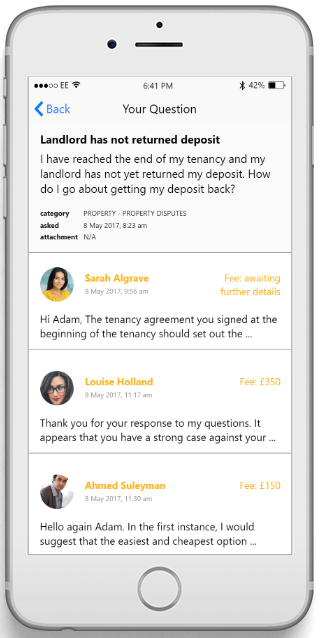 EE 6:41 PM 42%
Back Your Question
Landlord has not returned deposit
I have reached the end of my tenancy and my
landlord has not yet returned my deposit. How
do I go about getting my deposit back?
category PROPERTY - PROPERTY DISPUTES
asked 8 May 2017, 8:23 am
attachment N/A
Sarah Algrave Fee: awaiting
8 May 2017, 9:56 am further details
Hi Adam, The tenancy agreement you signed at the
beginning of the tenancy should set out the ...
Louise Holland Fee: £350
8 May 2017, 11:17 am
Thank you for your response to my questions. It
appears that you have a strong case against your ...
Ahmed Suleyman Fee: £150
8 May 2017, 11:30 am
Hello again Adam. In the first instance, I would
suggest that the easiest and cheapest option ...